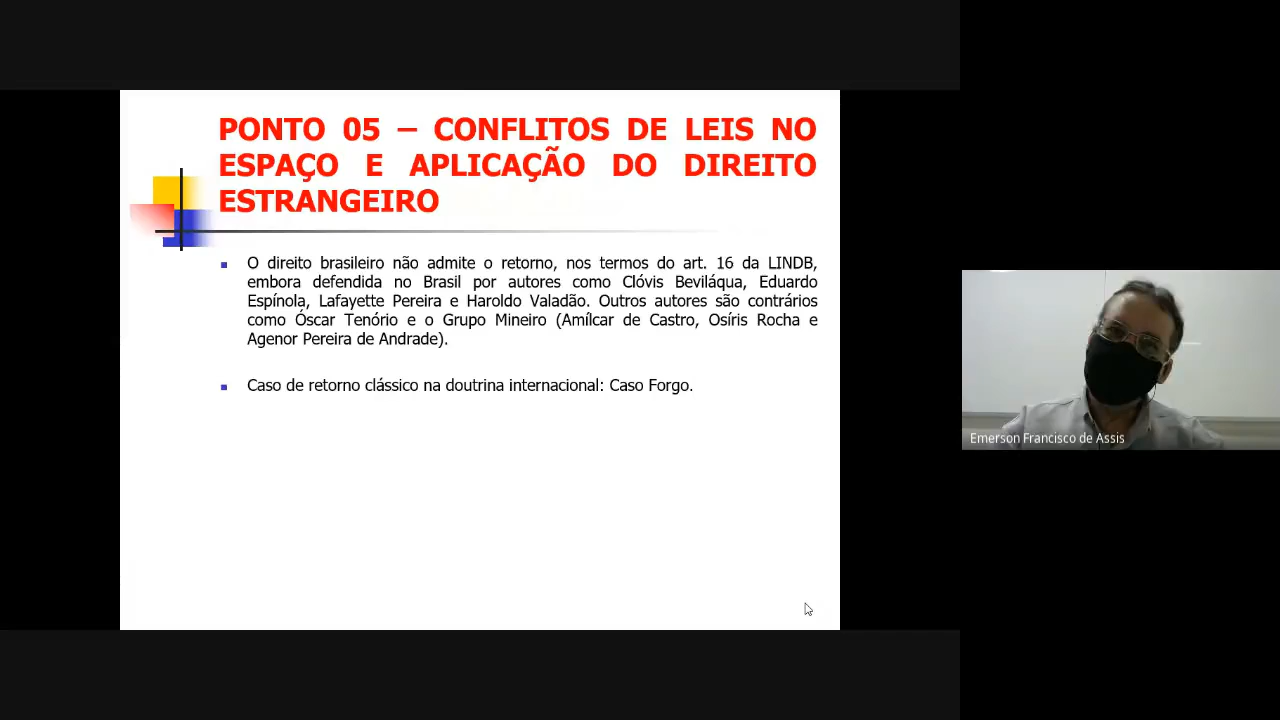 PONTO 05 – CONFLITOS DE LEIS NO
ESPAÇO E APLICAÇÃO DO DIREITO
ESTRANGEIRO
O direito brasileiro não admite o retorno, nos termos do art. 16 da LINDB,
embora defendida no Brasil por autores como Clóvis Beviláqua, Eduardo
Espínola, Lafayette Pereira e Haroldo Valadão. Outros autores são contrários
como Óscar Tenório e o Grupo Mineiro (Amílcar de Castro, Osíris Rocha e
Agenor Pereira de Andrade).
Caso de retorno clássico na doutrina internacional: Caso Forgo.
Emerson Francisco de Assis